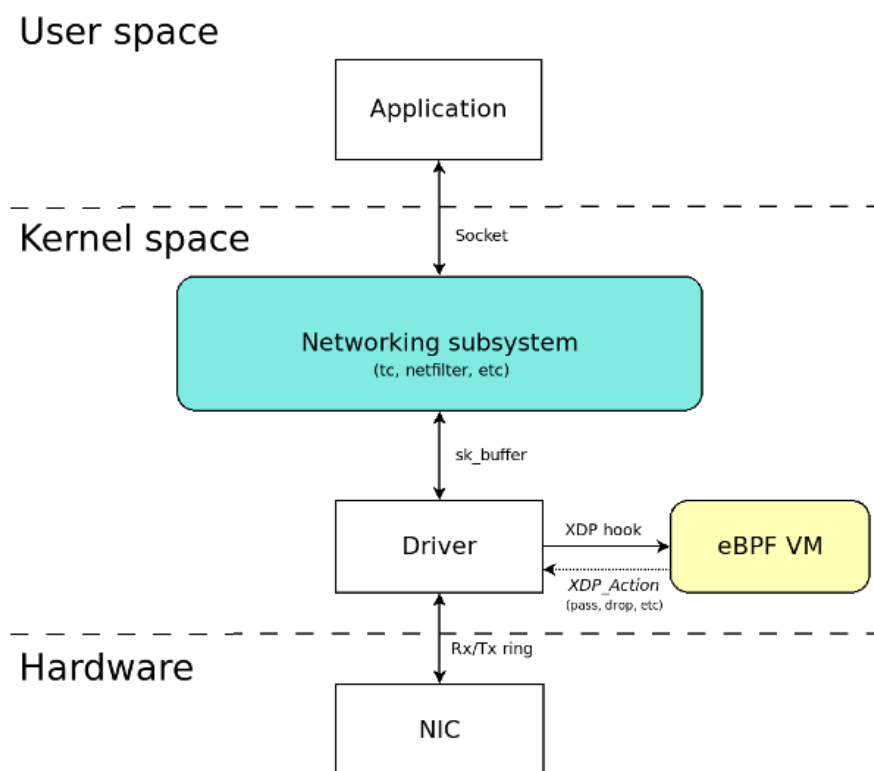 User space
Application
Socket
Kernel space
Networking subsystem
(tc, netfilter, etc)
sk_buffer
Driver
XDP hook
XDP_Action
(pass, drop, etc)
eBPF VM
Rx/Tx ring
Hardware
NIC